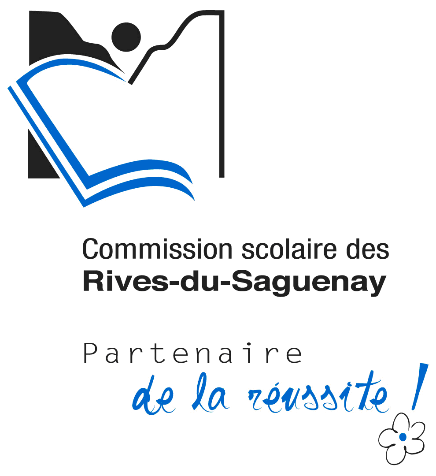 Commission scolaire des
Rives-du-Saguenay
Partenaire
de la réussite !